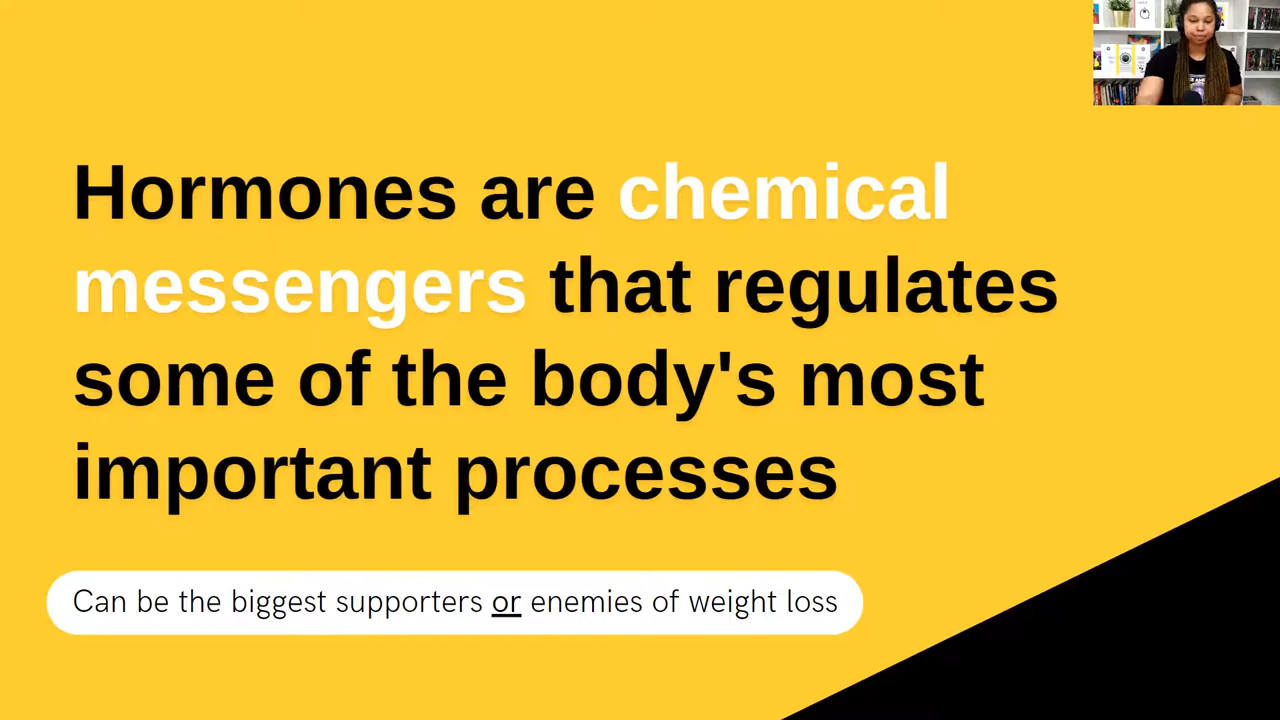 Hormones are chemical
messengers that regulates
some of the body's most
important processes
Can be the biggest supporters or enemies of weight loss